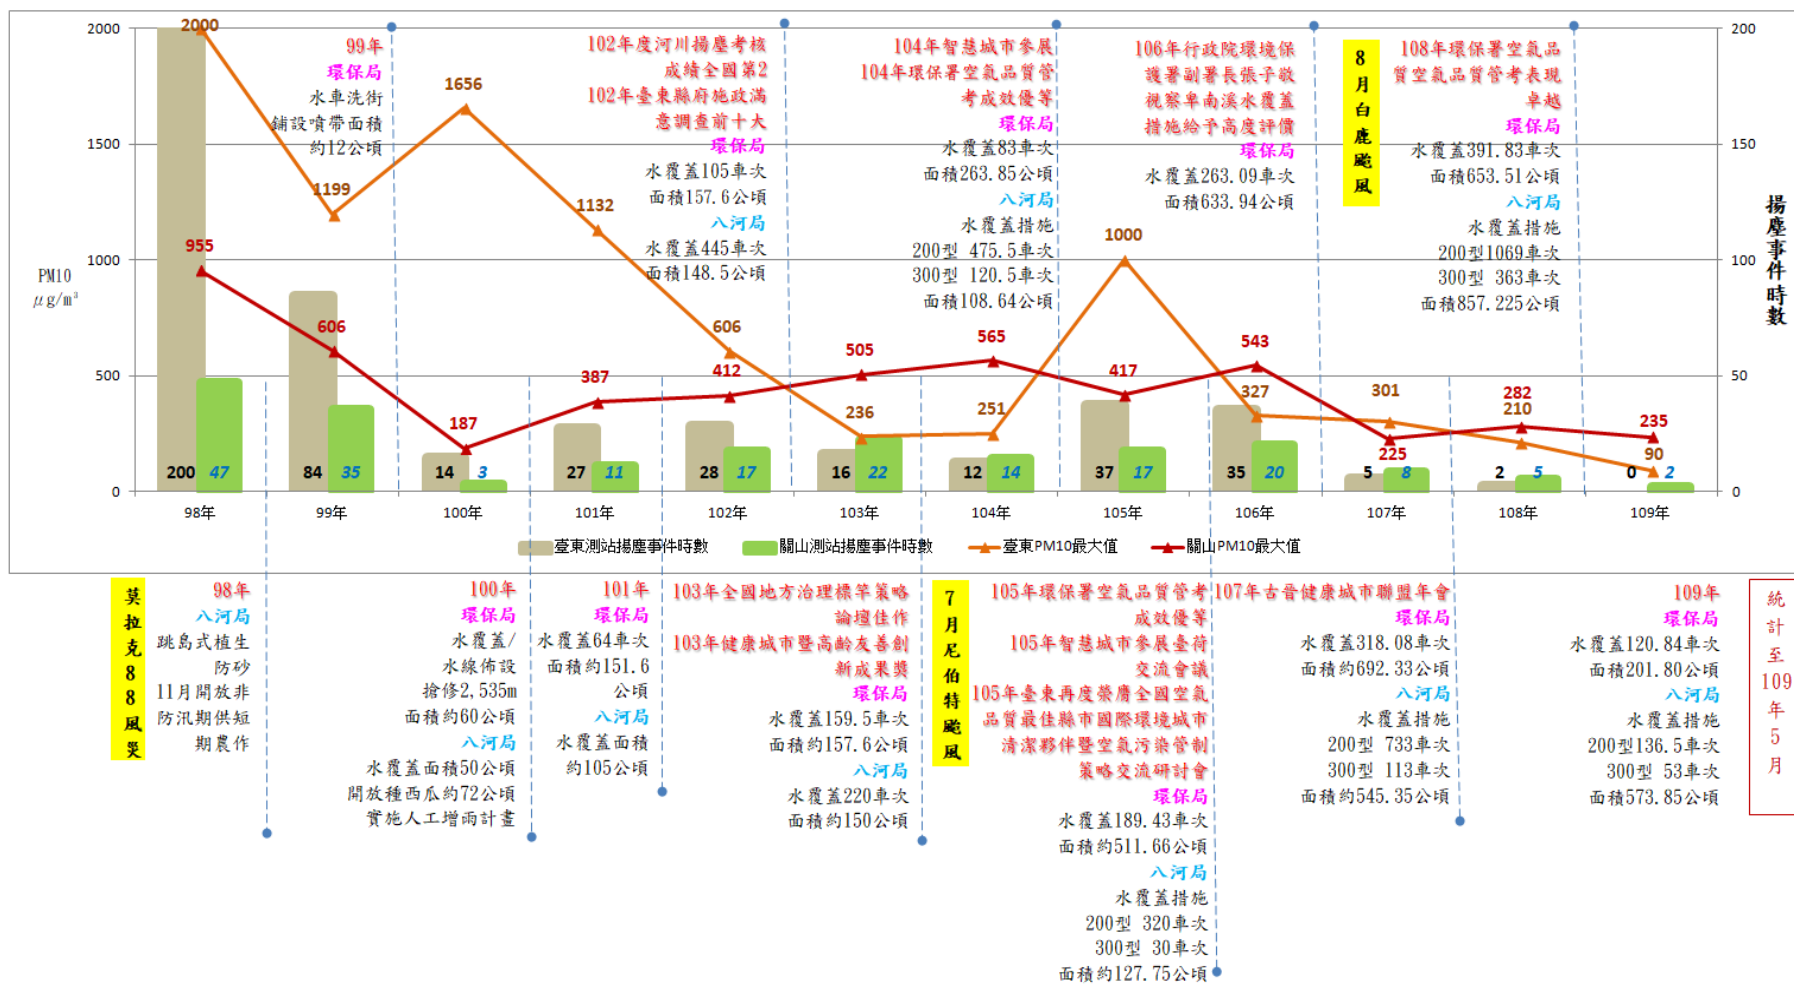 2000
1500
1000
500
0
PM10
μg/m³
200
150
100
50
0
揚塵事件時數
2000
1199
1656
1132
606
236
251
1000
327
301
210
90
955
606
187
387
412
505
565
417
543
225
282
235
200
47
84
35
14
3
27
11
28
17
16
22
12
14
37
17
35
20
5
8
2
5
0
2
98年
99年
100年
101年
102年
103年
104年
105年
106年
107年
108年
109年
臺東測站揚塵事件時數
關山測站揚塵事件時數
臺東PM10最大值
關山PM10最大值
99年
環保局
水車洗街
鋪設噴帶面積
約12公頃
102年度河川揚塵考核
成績全國第2
102年臺東縣府施政滿
意調查前十大
環保局
水覆蓋105車次
面積157.6公頃
八河局
水覆蓋445車次
面積148.5公頃
104年智慧城市參展
104年環保署空氣品質管
考成效優等
環保局
水覆蓋83車次
面積263.85公頃
八河局
水覆蓋措施
200型 475.5車次
300型 120.5車次
面積108.64公頃
106年行政院環境保
護署副署長張子敬
視察卑南溪水覆蓋
措施給予高度評價
環保局
水覆蓋263.09車次
面積633.94公頃
8月白鹿颱風
108年環保署空氣品
質空氣品質管考表現
卓越
環保局
水覆蓋391.83車次
面積653.51公頃
八河局
水覆蓋措施
200型1069車次
300型 363車次
面積857.225公頃
莫拉克88風災
98年
八河局
跳島式植生
防砂
11月開放非
防汛期供短
期農作
100年
環保局
水覆蓋/
水線佈設
搶修2,535m
面積約60公頃
八河局
水覆蓋面積50公頃
開放種西瓜約72公頃
實施人工增雨計畫
101年
環保局
水覆蓋64車次
面積約151.6
公頃
八河局
水覆蓋面積
約105公頃
103年全國地方治理標竿策略
論壇佳作
103年健康城市暨高齡友善創
新成果獎
環保局
水覆蓋159.5車次
面積約157.6公頃
八河局
水覆蓋220車次
面積約150公頃
7月尼伯特颱風
105年環保署空氣品質管考
成效優等
105年智慧城市參展臺荷
交流會議
105年臺東再度榮膺全國空氣
品質最佳縣市國際環境城市
清潔夥伴暨空氣污染管制
策略交流研討會
環保局
水覆蓋189.43車次
面積約511.66公頃
八河局
水覆蓋措施
200型 320車次
300型 30車次
面積約127.75公頃
107年古晉健康城市聯盟年會
環保局
水覆蓋318.08車次
面積約692.33公頃
八河局
水覆蓋措施
200型 733車次
300型 113車次
面積約545.35公頃
109年
環保局
水覆蓋120.84車次
面積201.80公頃
八河局
水覆蓋措施
200型136.5車次
300型 53車次
面積573.85公頃
統計至109年5月